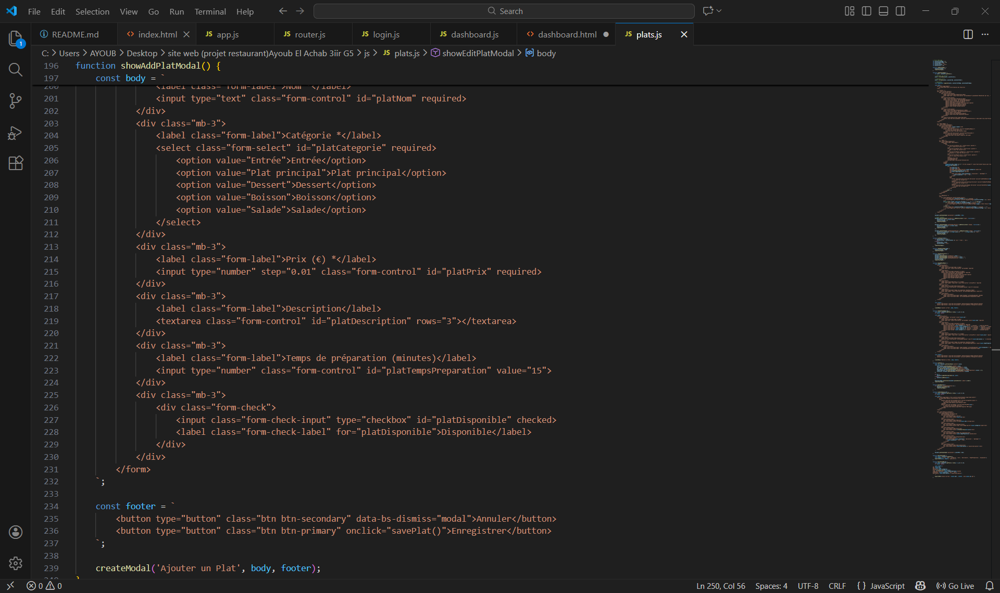 File Edit Selection View Go Run Terminal Help Search
README.md index.html app.js router.js login.js dashboard.js dashboard.html plats.js
C: > Users > AYOUB > Desktop > site web (projet restaurant)Ayoub El Achab 3iir G5 > js > JS plats.js > showEditPlatModal > body
196 function showAddPlatModal() {
197 const body = `
200 <label class="form-label">Nom *</label>
201 <input type="text" class="form-control" id="platNom" required>
202 </div>
203 <div class="mb-3">
204 <label class="form-label">Catégorie *</label>
205 <select class="form-select" id="platCategorie" required>
206 <option value="Entrée">Entrée</option>
207 <option value="Plat principal">Plat principal</option>
208 <option value="Dessert">Dessert</option>
209 <option value="Boisson">Boisson</option>
210 <option value="Salade">Salade</option>
211 </select>
212 </div>
213 <div class="mb-3">
214 <label class="form-label">Prix (€) *</label>
215 <input type="number" step="0.01" class="form-control" id="platPrix" required>
216 </div>
217 <div class="mb-3">
218 <label class="form-label">Description</label>
219 <textarea class="form-control" id="platDescription" rows="3"></textarea>
220 </div>
221 <div class="mb-3">
222 <label class="form-label">Temps de préparation (minutes)</label>
223 <input type="number" class="form-control" id="platTempsPreparation" value="15">
224 </div>
225 <div class="mb-3">
226 <div class="form-check">
227 <input class="form-check-input" type="checkbox" id="platDisponible" checked>
228 <label class="form-check-label" for="platDisponible">Disponible</label>
229 </div>
230 </div>
231 </form>
232 `;
233
234 const footer = `
235 <button type="button" class="btn btn-secondary" data-bs-dismiss="modal">Annuler</button>
236 <button type="button" class="btn btn-primary" onclick="savePlat()">Enregistrer</button>
237 `;
238
239 createModal('Ajouter un Plat', body, footer);
240 }
0 0 Ln 250, Col 56 Spaces: 4 UTF-8 CRLF { } JavaScript Go Live